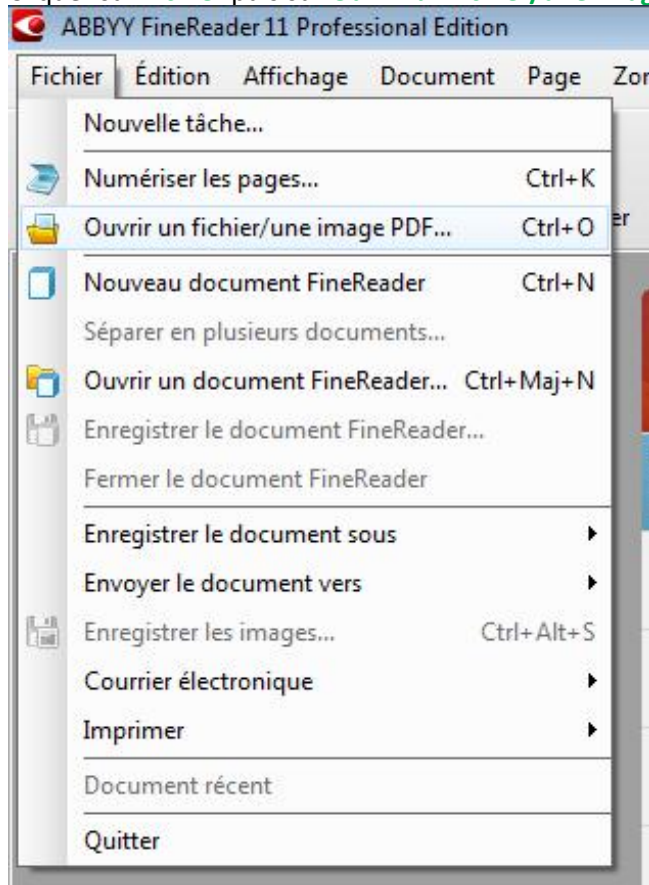 ABBYY FineReader 11 Professional Edition
Fichier Édition Affichage Document Page
Nouvelle tâche...
Numériser les pages... Ctrl+K
Ouvrir un fichier/une image PDF... Ctrl+O
Nouveau document FineReader Ctrl+N
Séparer en plusieurs documents...
Ouvrir un document FineReader... Ctrl+Maj+N
Enregistrer le document FineReader...
Fermer le document FineReader
Enregistrer le document sous
Envoyer le document vers
Enregistrer les images... Ctrl+Alt+S
Courrier électronique
Imprimer
Document récent
Quitter